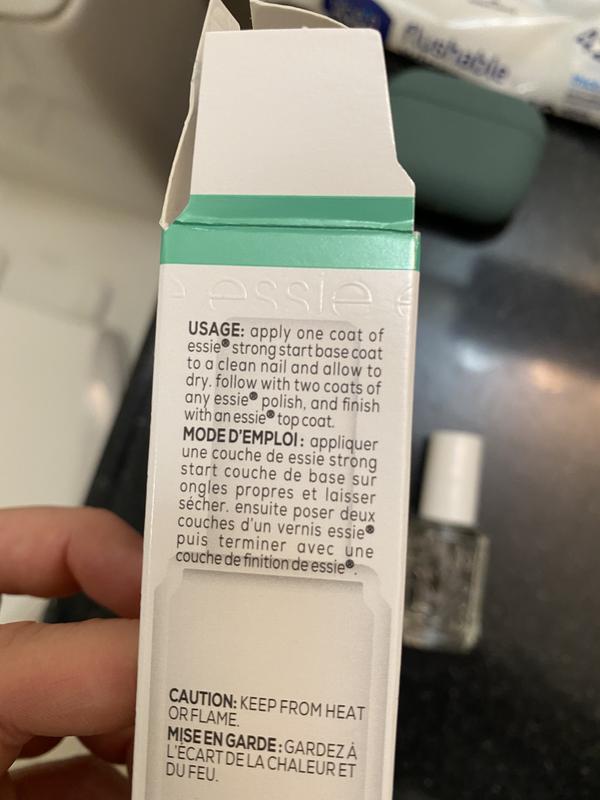 flushable
essie
USAGE: apply one coat of
essie® strong start base coat
to a clean nail and allow to
dry. follow with two coats of
any essie® polish, and finish
with an essie® top coat.
MODE D'EMPLOI : appliquer
une couche de essie strong
start couche de base sur
ongles propres et laisser
sécher. ensuite poser deux
couches d'un vernis essie®
puis terminer avec une
couche de finition de essie®.
CAUTION: KEEP FROM HEAT
OR FLAME.
MISE EN GARDE : GARDEZ À
L'ÉCART DE LA CHALEUR ET
DU FEU.